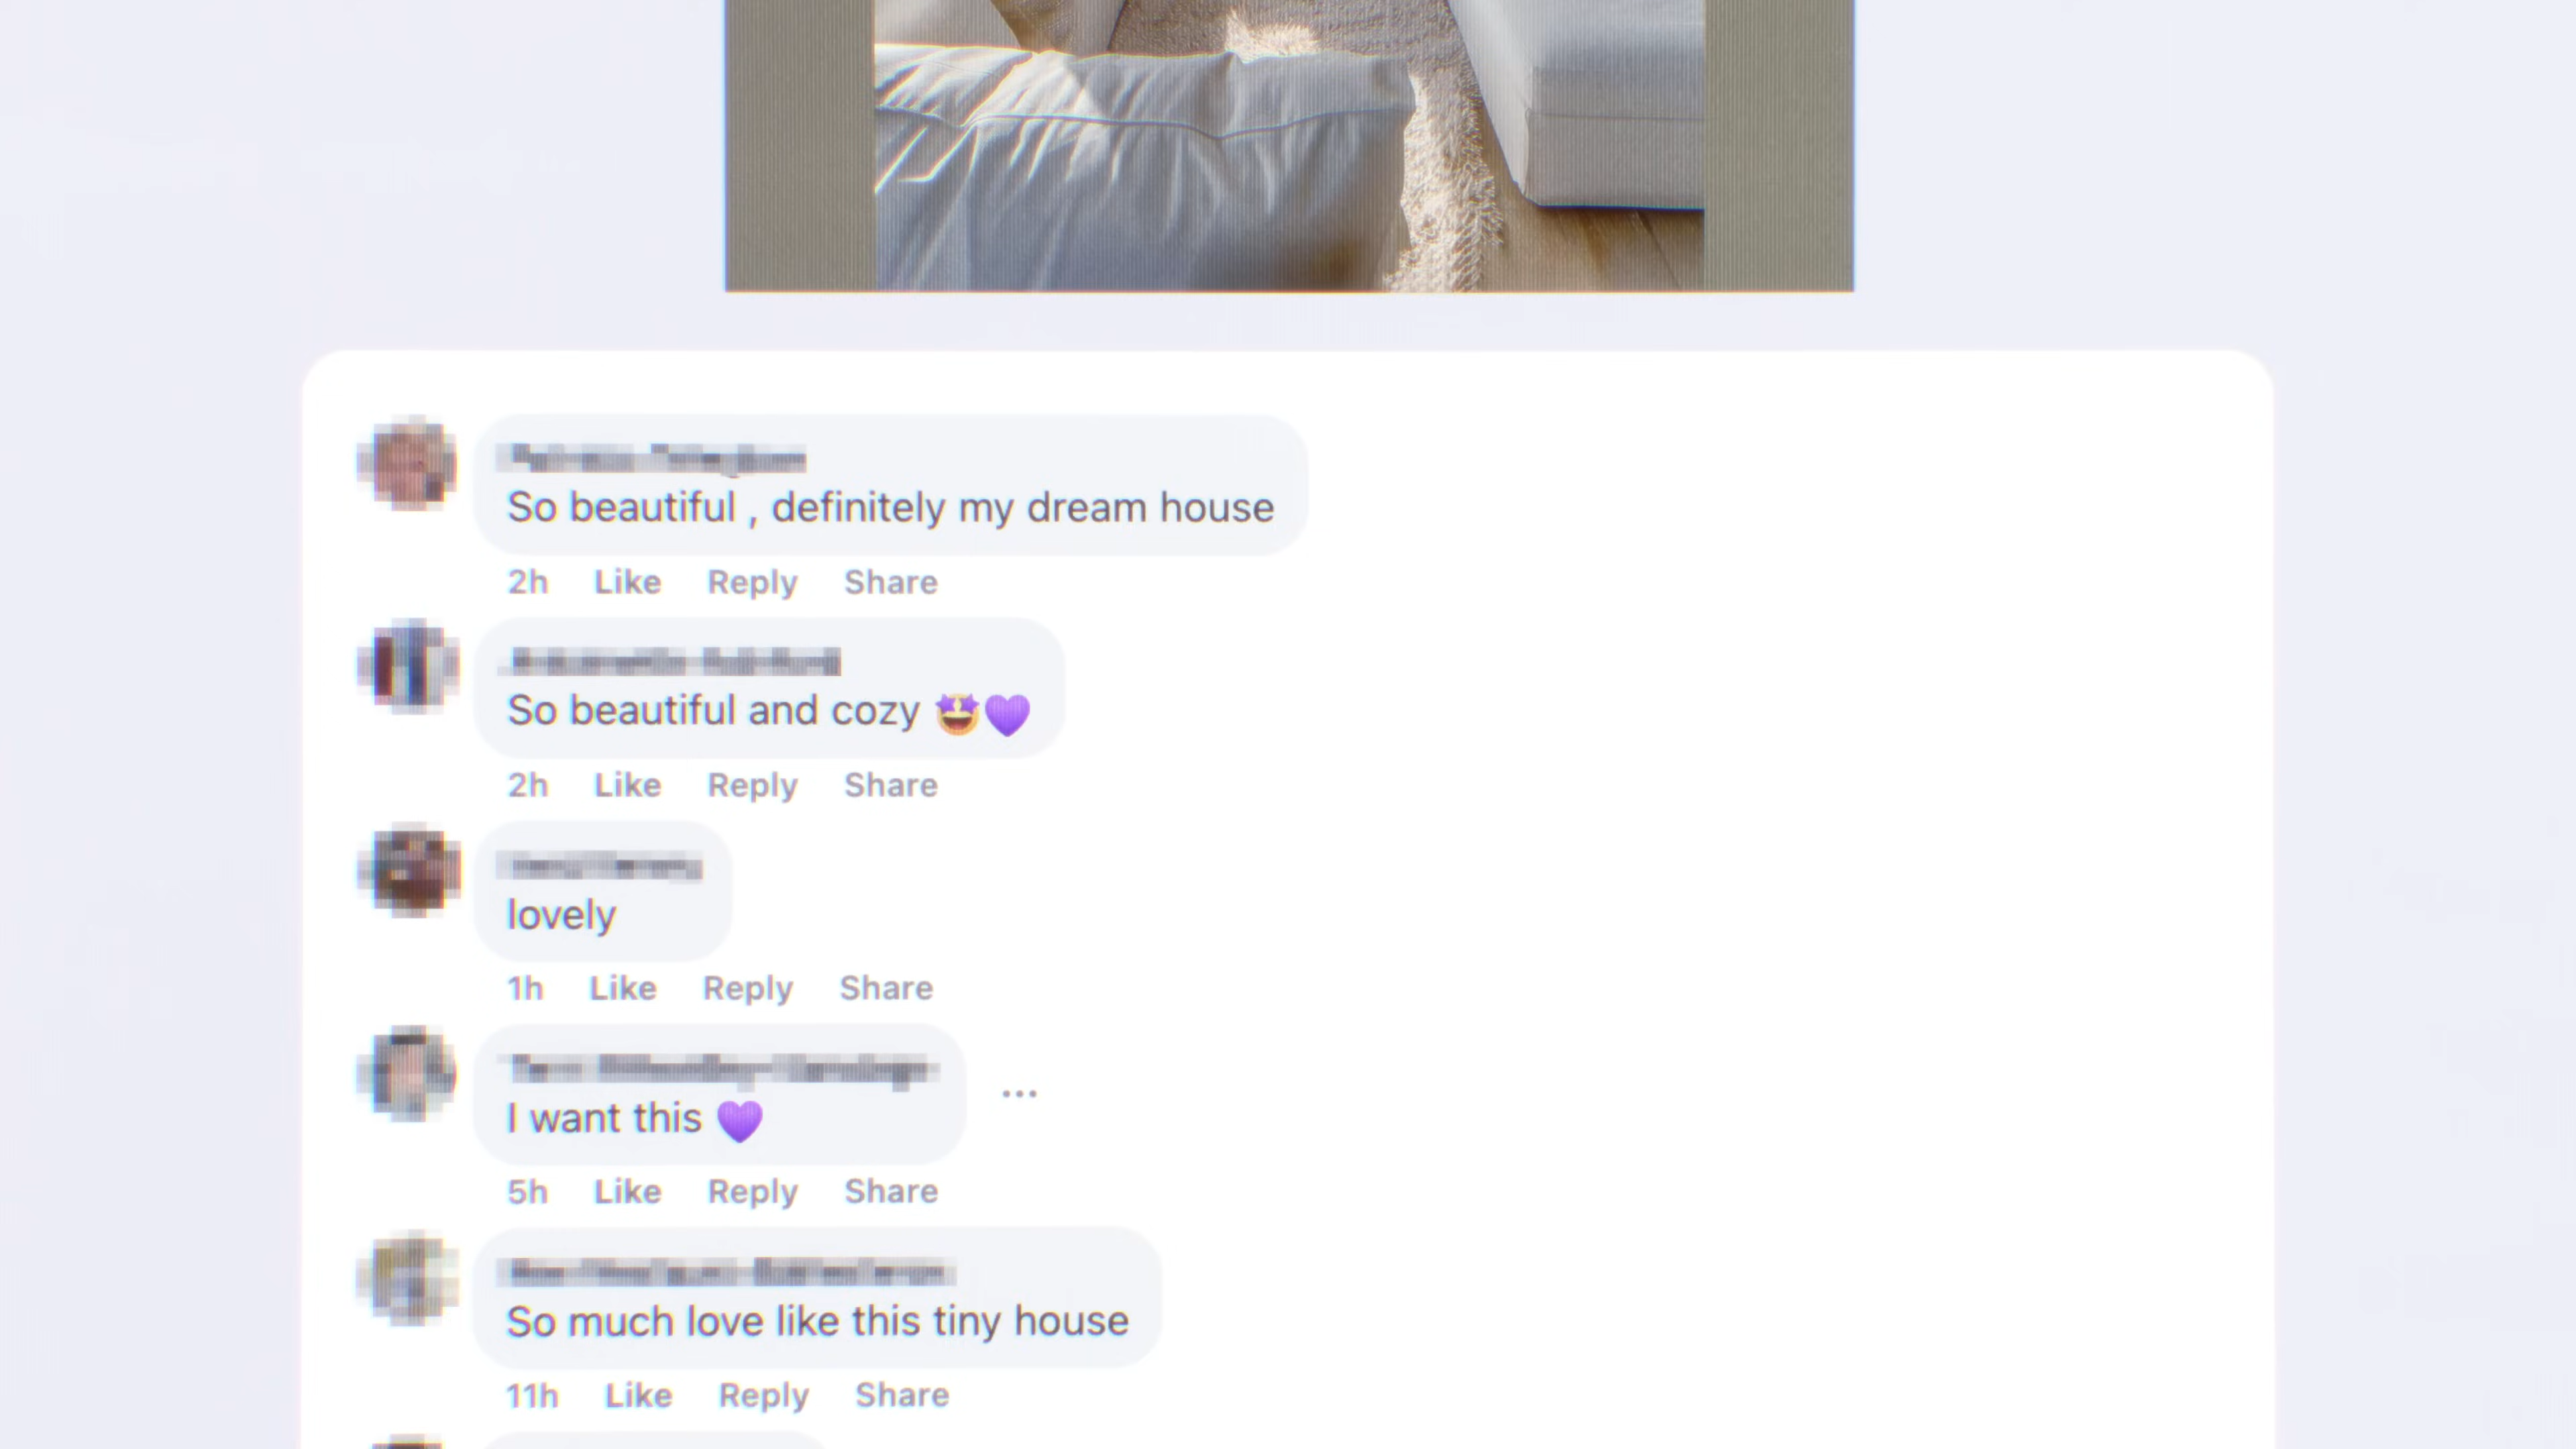 So beautiful , definitely my dream house
2h Like Reply Share
So beautiful and cozy 🤩💜
2h Like Reply Share
lovely
1h Like Reply Share
I want this 💜
...
5h Like Reply Share
So much love like this tiny house
11h Like Reply Share